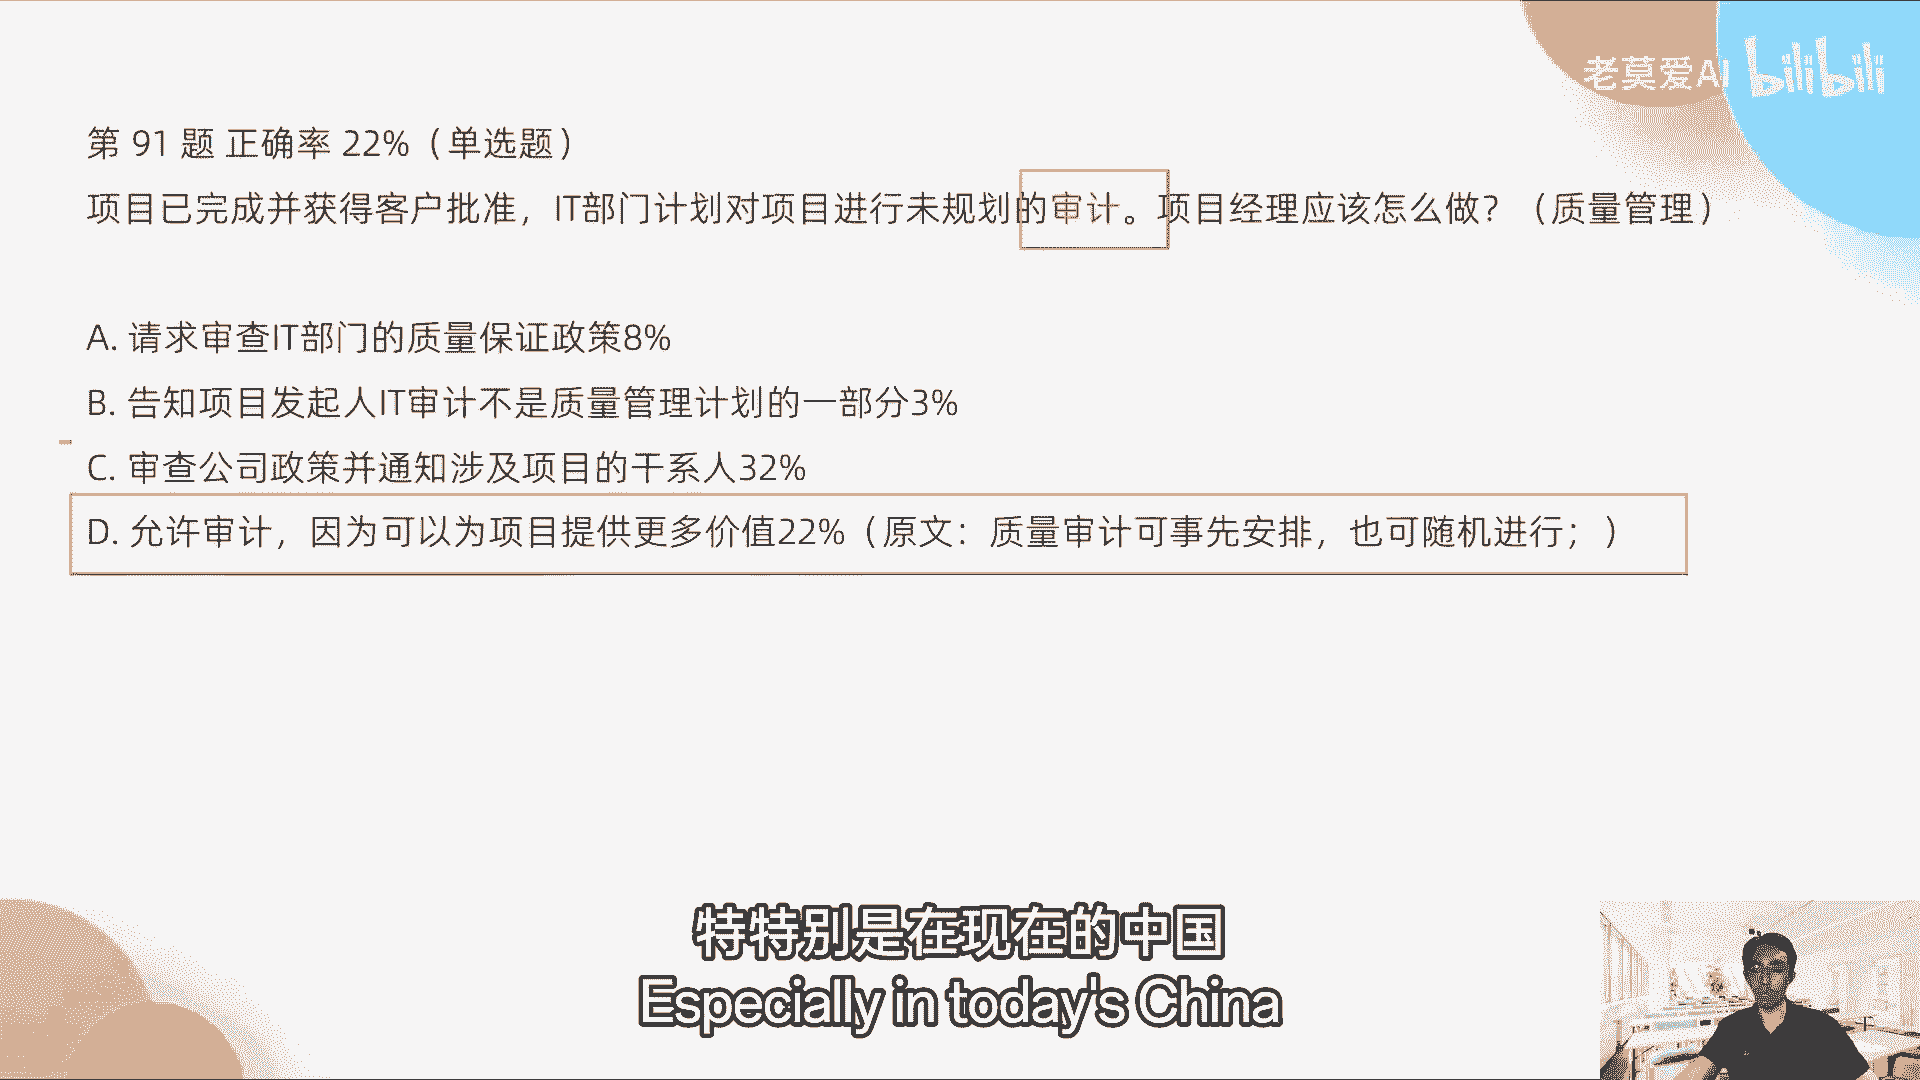 老莫爱AI bilibili
第 91 题 正确率 22%（单选题）
项目已完成并获得客户批准，IT部门计划对项目进行未规划的审计。项目经理应该怎么做？（质量管理）
A. 请求审查IT部门的质量保证政策8%
B. 告知项目发起人IT审计不是质量管理计划的一部分3%
C. 审查公司政策并通知涉及项目的干系人32%
D. 允许审计，因为可以为项目提供更多价值22%（原文：质量审计可事先安排，也可随机进行；）
特特别是在现在的中国
Especially in today's China